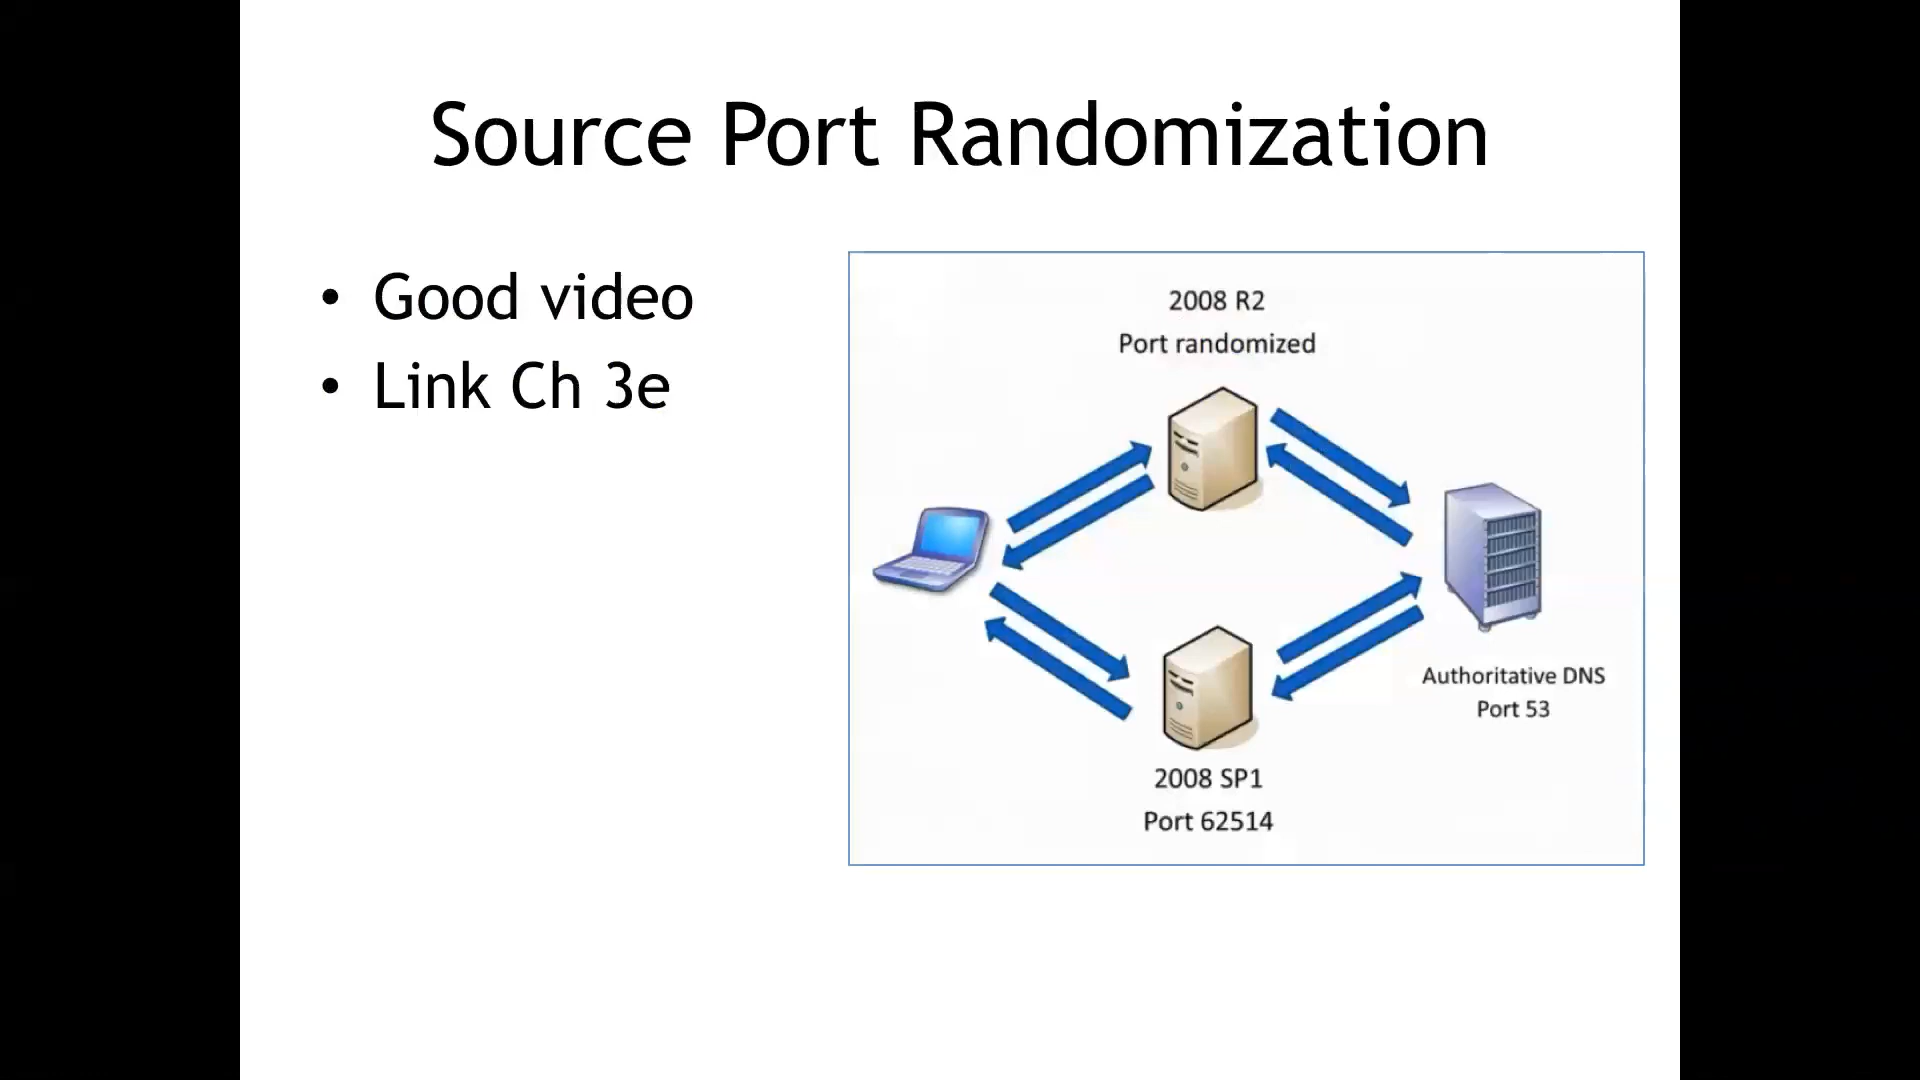 Source Port Randomization
• Good video
• Link Ch 3e
2008 R2
Port randomized
Authoritative DNS
Port 53
2008 SP1
Port 62514